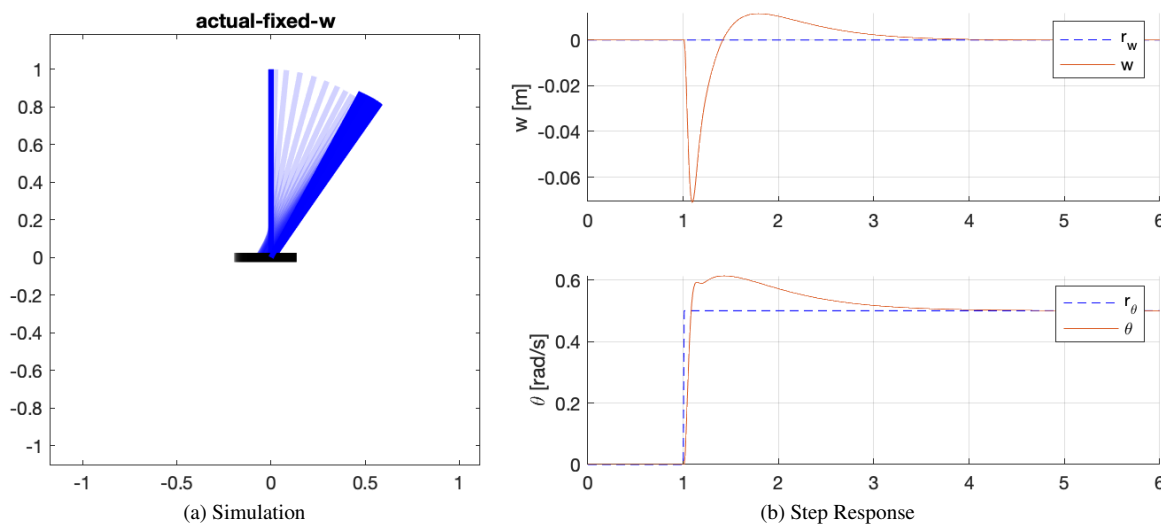 actual-fixed-w
1
0.8
0.6
0.4
0.2
0
-0.2
-0.4
-0.6
-0.8
-1
-1 -0.5 0 0.5 1
(a) Simulation
w [m]
0
-0.02
-0.04
-0.06
r_w
w
0 1 2 3 4 5 6
θ [rad/s]
0.6
0.4
0.2
0
r_θ
θ
0 1 2 3 4 5 6
(b) Step Response